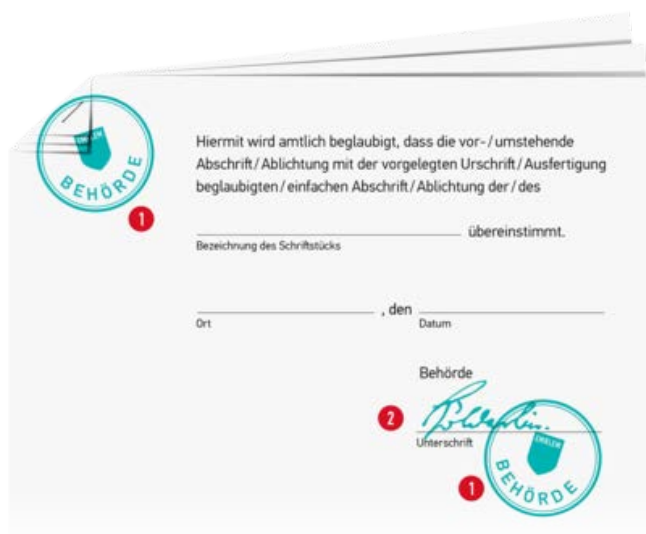 EMBLEM
BEHÖRDE
1
Hiermit wird amtlich beglaubigt, dass die vor-/umstehende
Abschrift/Ablichtung mit der vorgelegten Urschrift/Ausfertigung
beglaubigten/einfachen Abschrift/Ablichtung der/des
übereinstimmt.
Bezeichnung des Schriftstücks
, den
Ort Datum
Behörde
2
Unterschrift
EMBLEM
BEHÖRDE
1